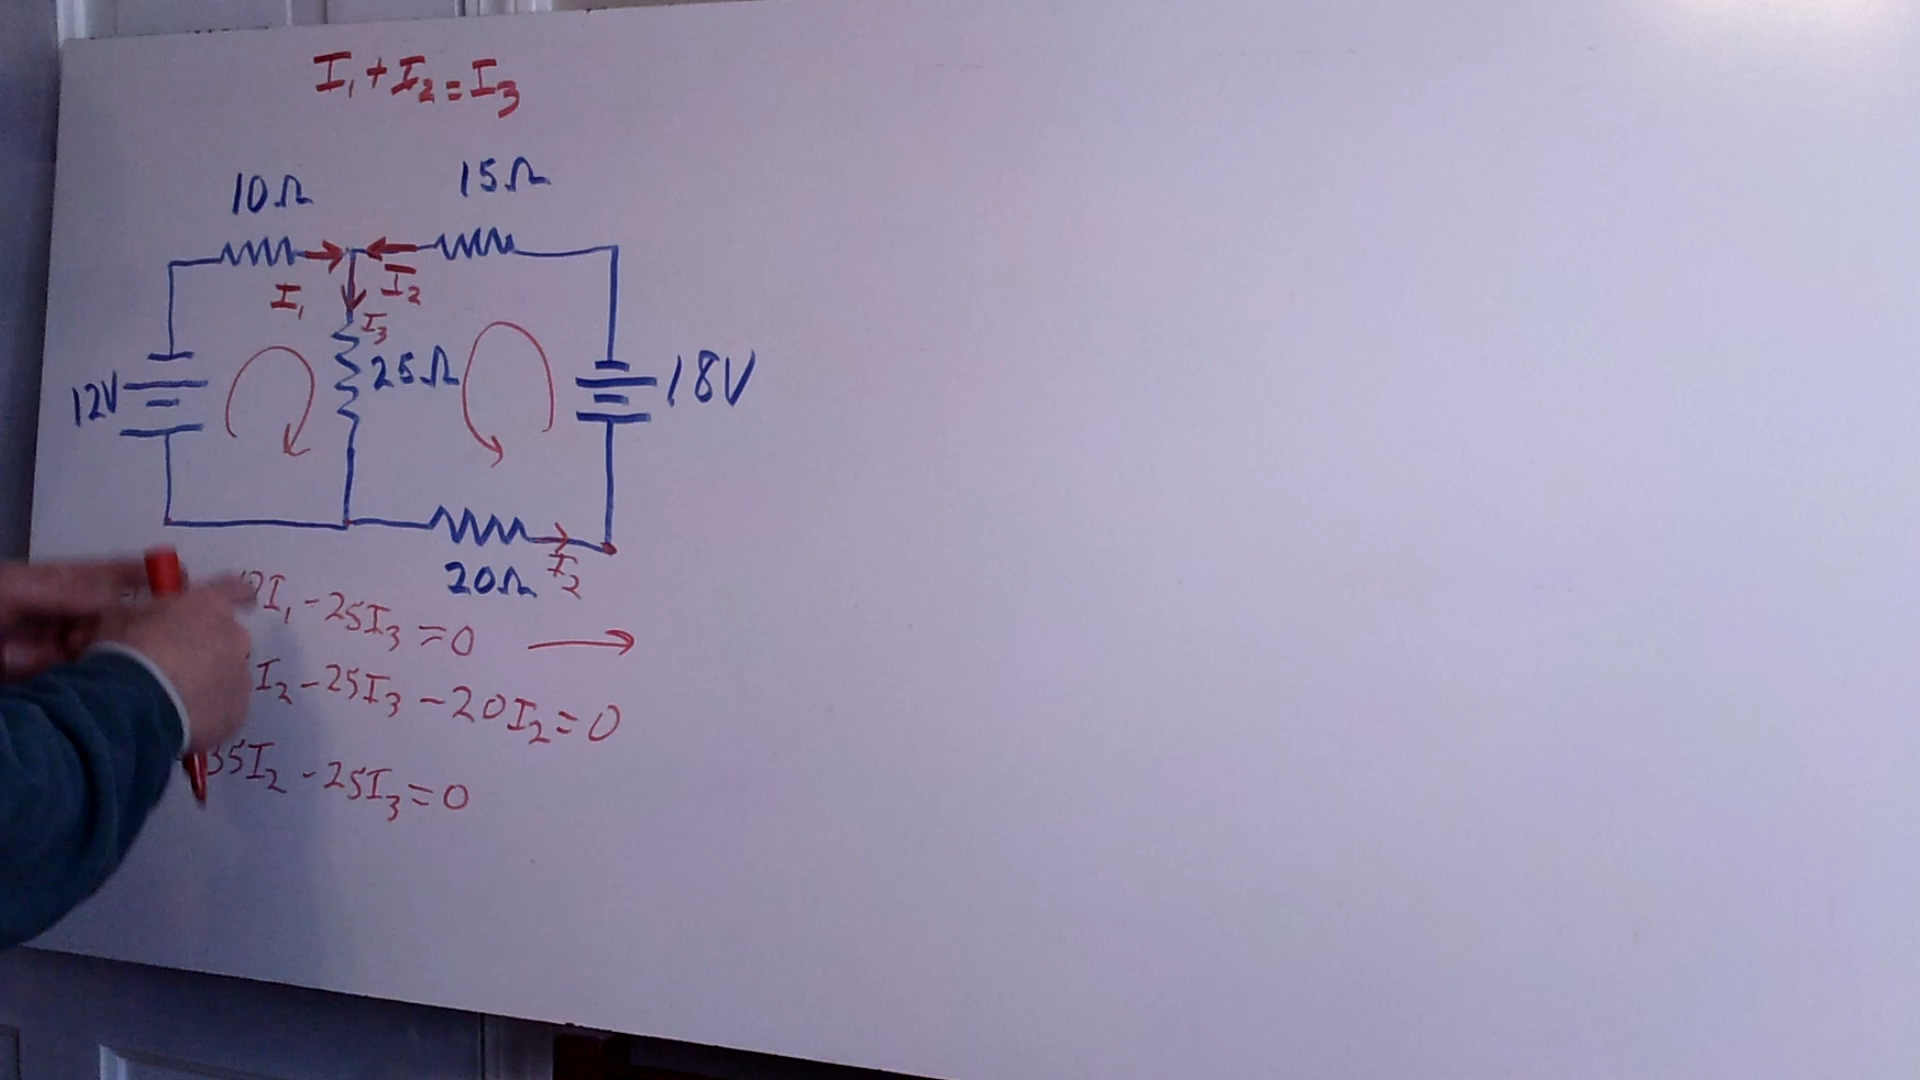 I₁+I₂=I₃
10Ω
15Ω
I₁
I₂
I₃
12V
25Ω
18V
20Ω
I₂
I₁-25I₃=0
I₂-25I₃-20I₂=0
35I₂-25I₃=0